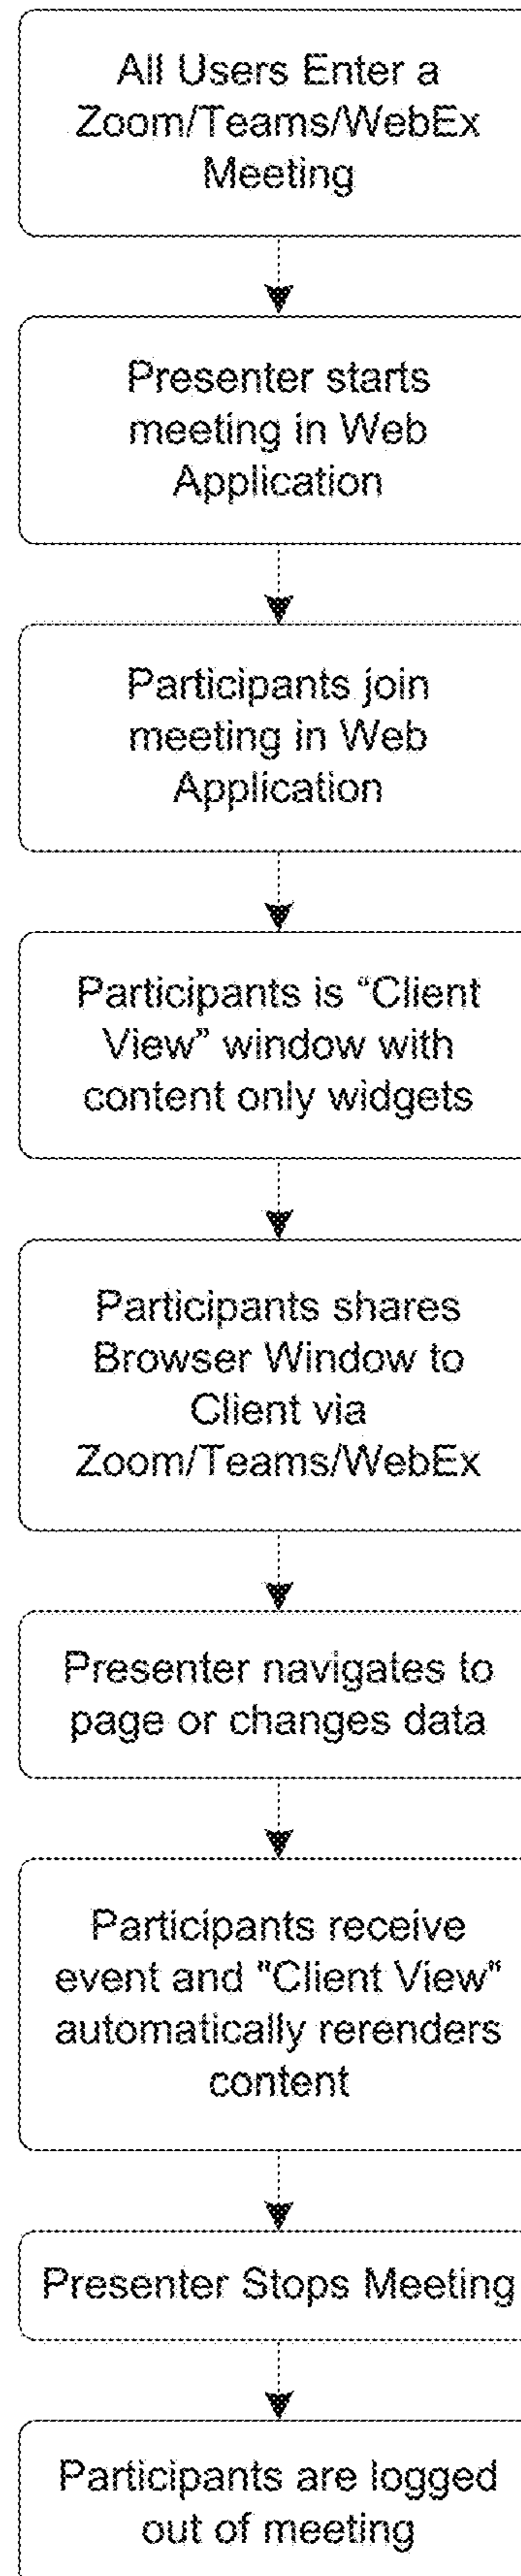 All Users Enter a
Zoom/Teams/WebEx
Meeting
Presenter starts
meeting in Web
Application
Participants join
meeting in Web
Application
Participants is “Client
View” window with
content only widgets
Participants shares
Browser Window to
Client via
Zoom/Teams/WebEx
Presenter navigates to
page or changes data
Participants receive
event and "Client View"
automatically rerenders
content
Presenter Stops Meeting
Participants are logged
out of meeting